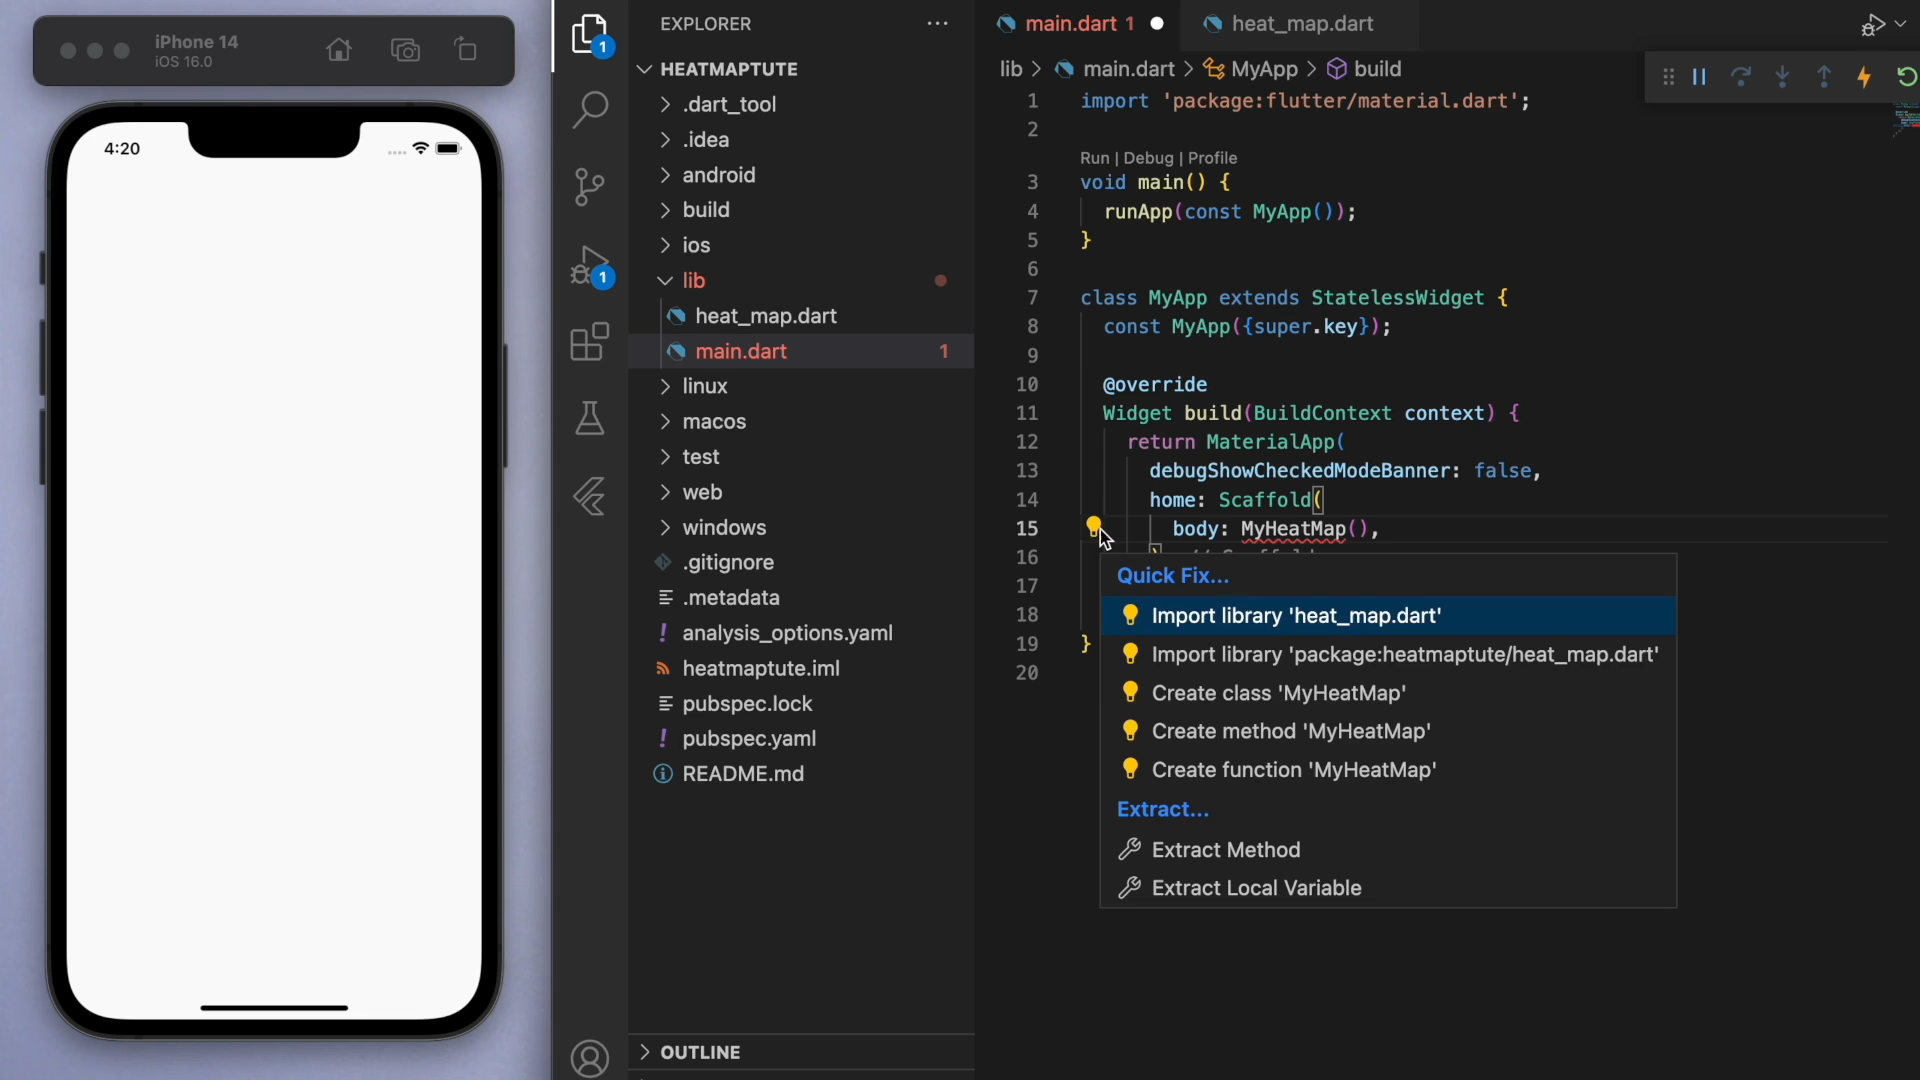 iPhone 14
iOS 16.0
4:20
1
1
EXPLORER
HEATMAPTUTE
.dart_tool
.idea
android
build
ios
lib
heat_map.dart
main.dart 1
linux
macos
test
web
windows
.gitignore
.metadata
analysis_options.yaml
heatmaptute.iml
pubspec.lock
pubspec.yaml
README.md
OUTLINE
main.dart 1
heat_map.dart
lib > main.dart > MyApp > build
1 import 'package:flutter/material.dart';
2
Run | Debug | Profile
3 void main() {
4 runApp(const MyApp());
5 }
6
7 class MyApp extends StatelessWidget {
8 const MyApp({super.key});
9
10 @override
11 Widget build(BuildContext context) {
12 return MaterialApp(
13 debugShowCheckedModeBanner: false,
14 home: Scaffold(
15 body: MyHeatMap(),
16 ), // Scaffold
17
18
19 }
20
Quick Fix...
Import library 'heat_map.dart'
Import library 'package:heatmaptute/heat_map.dart'
Create class 'MyHeatMap'
Create method 'MyHeatMap'
Create function 'MyHeatMap'
Extract...
Extract Method
Extract Local Variable